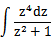 ∫ z⁴dz / z² + 1